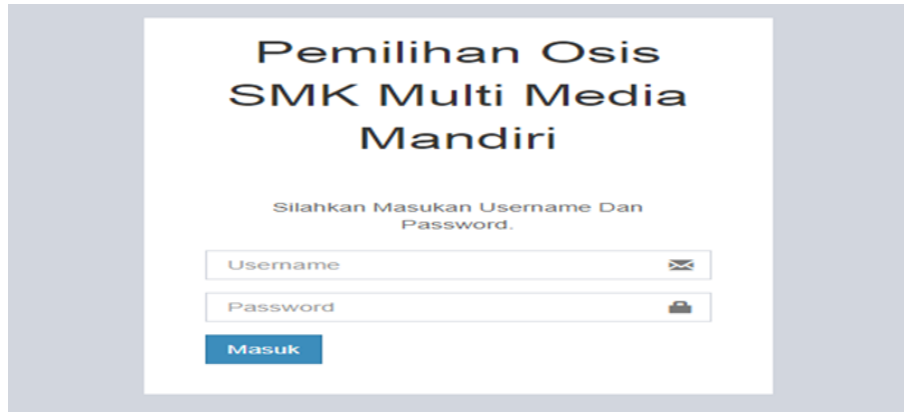 Pemilihan Osis
SMK Multi Media
Mandiri
Silahkan Masukan Username Dan
Password.
Username
Password
Masuk